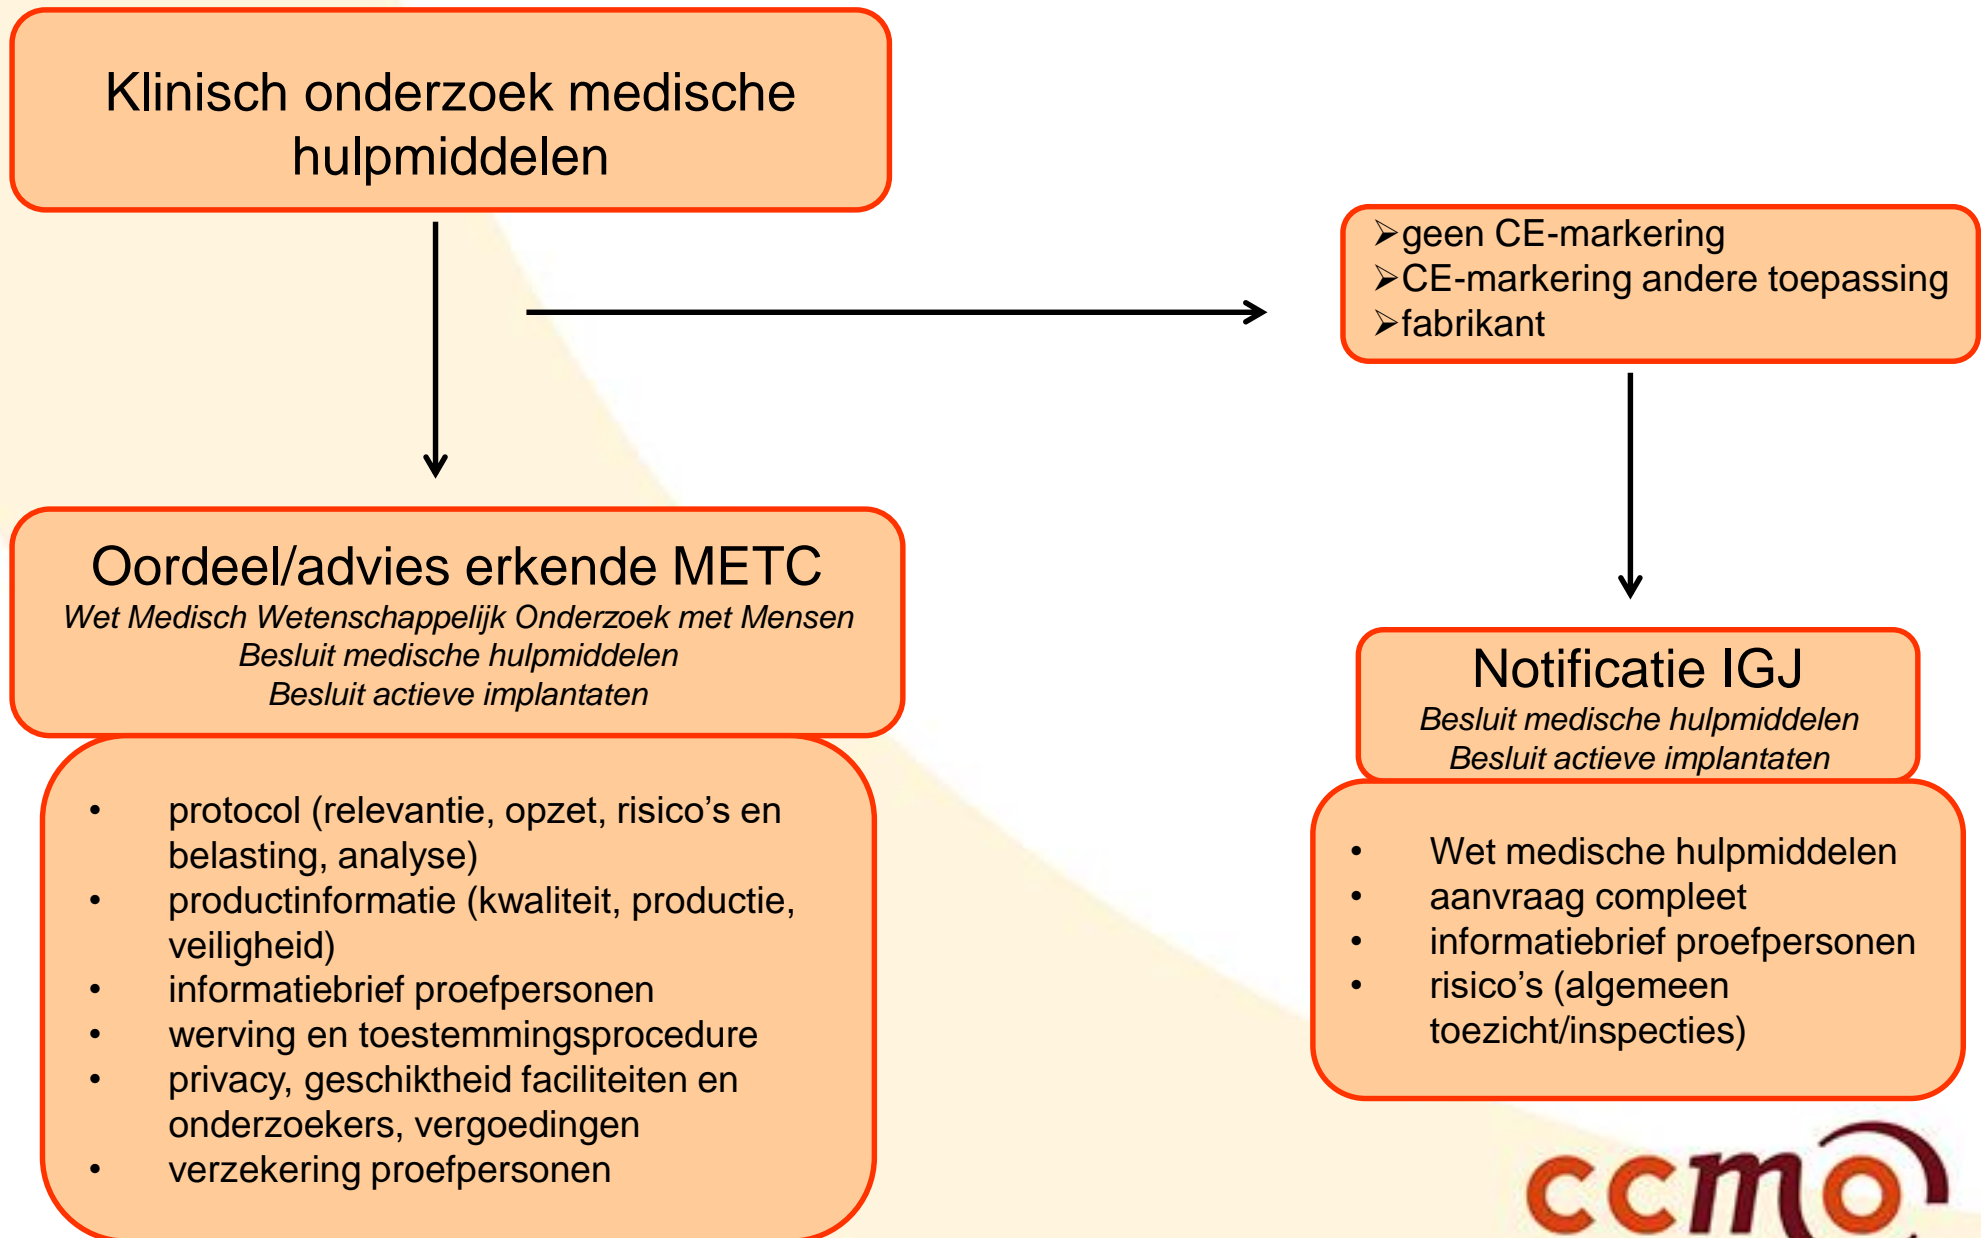 Klinisch onderzoek medische
hulpmiddelen
➢geen CE-markering
➢CE-markering andere toepassing
➢fabrikant
Oordeel/advies erkende METC
Wet Medisch Wetenschappelijk Onderzoek met Mensen
Besluit medische hulpmiddelen
Besluit actieve implantaten
• protocol (relevantie, opzet, risico’s en
belasting, analyse)
• productinformatie (kwaliteit, productie,
veiligheid)
• informatiebrief proefpersonen
• werving en toestemmingsprocedure
• privacy, geschiktheid faciliteiten en
onderzoekers, vergoedingen
• verzekering proefpersonen
Notificatie IGJ
Besluit medische hulpmiddelen
Besluit actieve implantaten
• Wet medische hulpmiddelen
• aanvraag compleet
• informatiebrief proefpersonen
• risico’s (algemeen
toezicht/inspecties)
ccmo